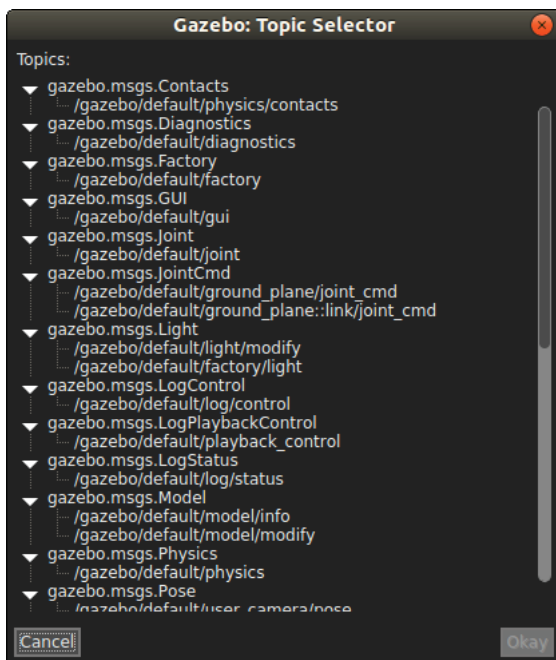 Gazebo: Topic Selector
Topics:
gazebo.msgs.Contacts
/gazebo/default/physics/contacts
gazebo.msgs.Diagnostics
/gazebo/default/diagnostics
gazebo.msgs.Factory
/gazebo/default/factory
gazebo.msgs.GUI
/gazebo/default/gui
gazebo.msgs.Joint
/gazebo/default/joint
gazebo.msgs.JointCmd
/gazebo/default/ground_plane/joint_cmd
/gazebo/default/ground_plane::link/joint_cmd
gazebo.msgs.Light
/gazebo/default/light/modify
/gazebo/default/factory/light
gazebo.msgs.LogControl
/gazebo/default/log/control
gazebo.msgs.LogPlaybackControl
/gazebo/default/playback_control
gazebo.msgs.LogStatus
/gazebo/default/log/status
gazebo.msgs.Model
/gazebo/default/model/info
/gazebo/default/model/modify
gazebo.msgs.Physics
/gazebo/default/physics
gazebo.msgs.Pose
/gazebo/default/user_camera/pose
Cancel
Okay